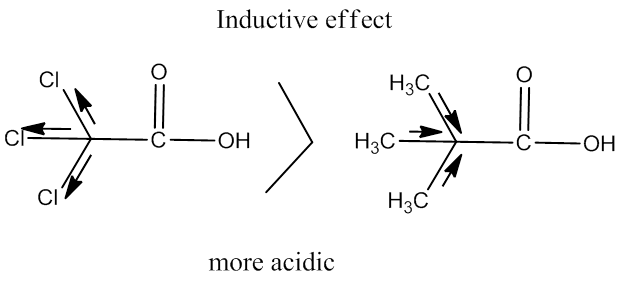 Inductive effect
Cl O H₃C O
Cl C OH H₃C C OH
Cl H₃C
more acidic